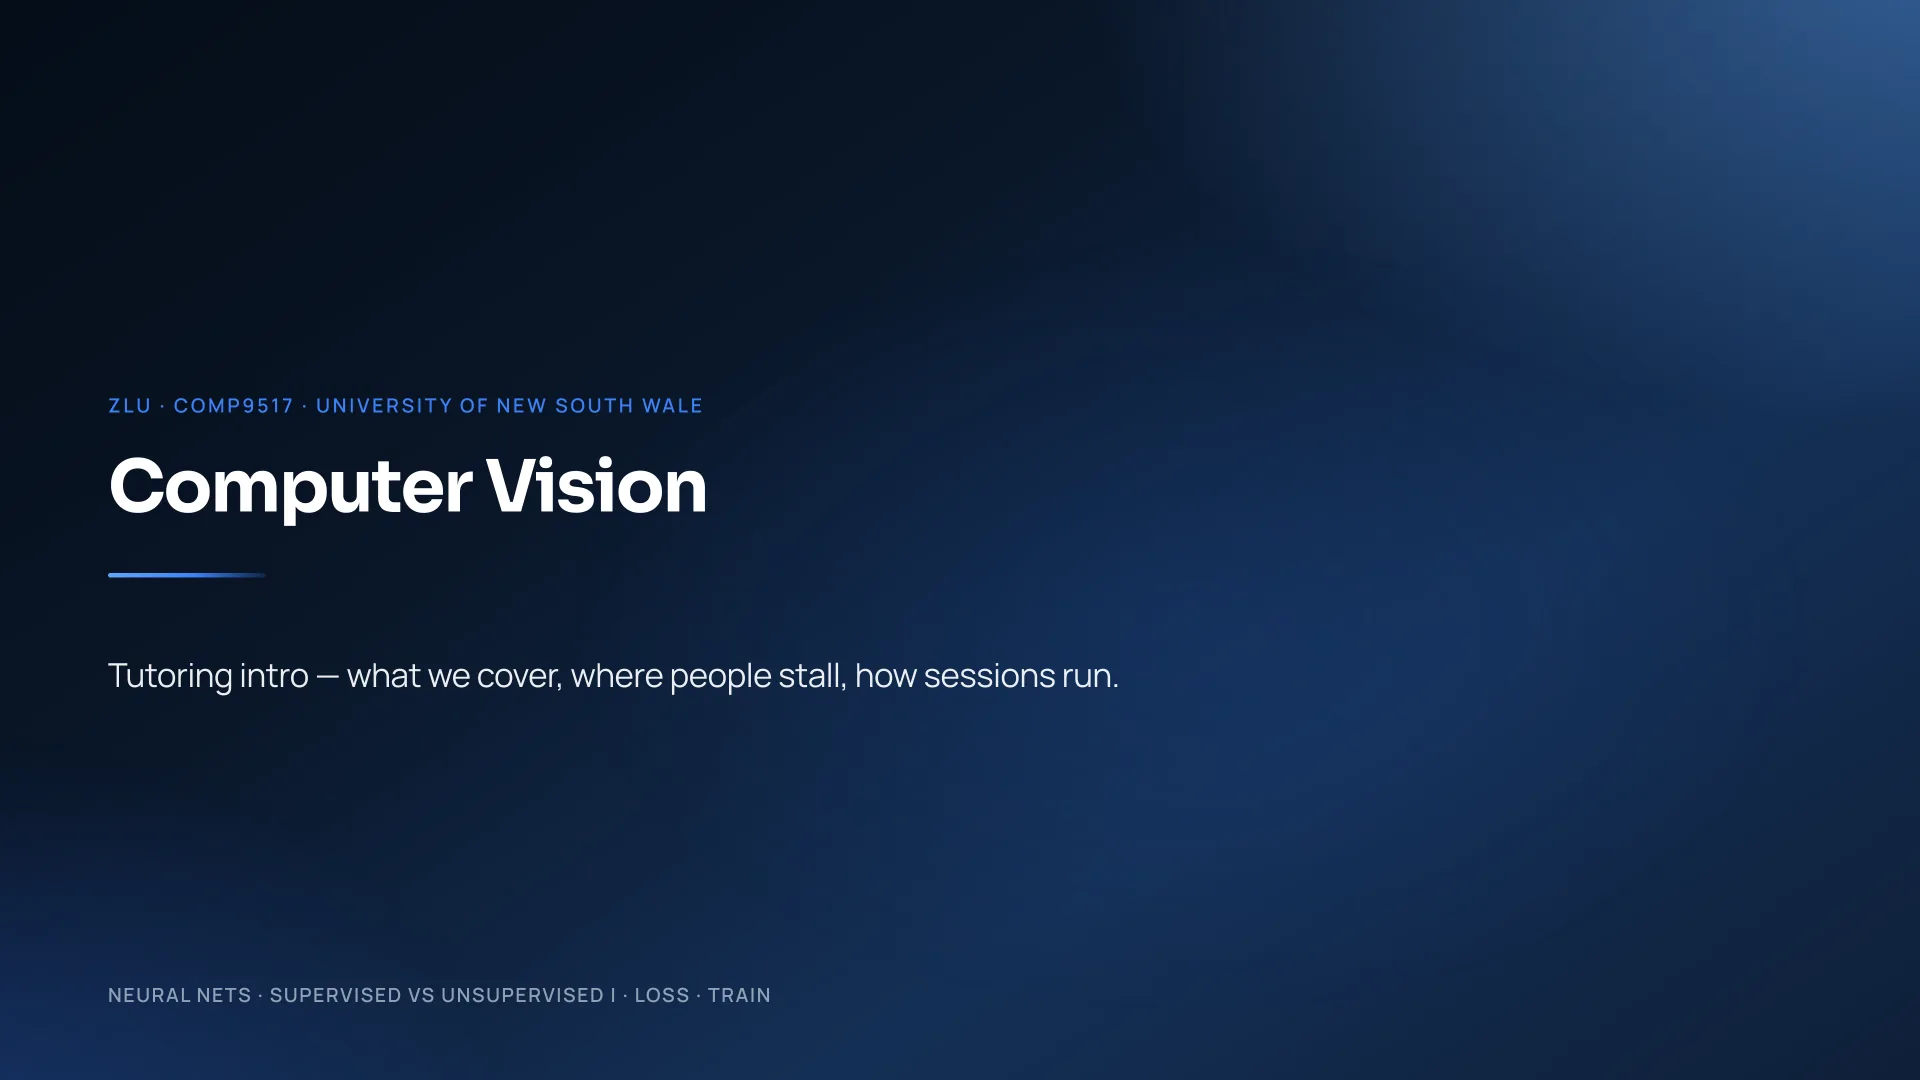 ZLU · COMP9517 · UNIVERSITY OF NEW SOUTH WALE
Computer Vision
Tutoring intro — what we cover, where people stall, how sessions run.
NEURAL NETS · SUPERVISED VS UNSUPERVISED I · LOSS · TRAIN